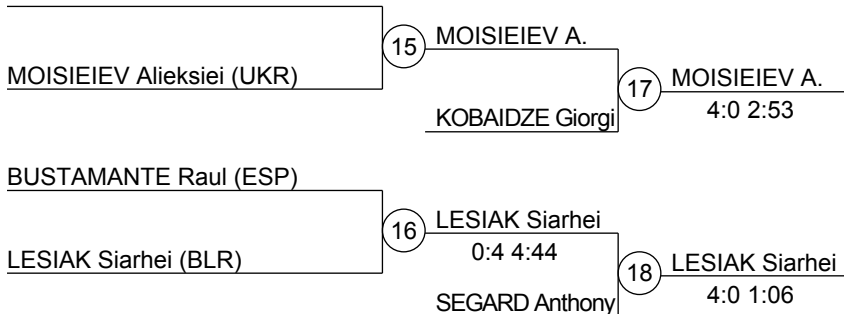 15
MOISIEIEV A.
MOISIEIEV Alieksiei (UKR)
17
MOISIEIEV A.
4:0 2:53
KOBAIDZE Giorgi
BUSTAMANTE Raul (ESP)
16
LESIAK Siarhei
0:4 4:44
LESIAK Siarhei (BLR)
18
LESIAK Siarhei
4:0 1:06
SEGARD Anthony